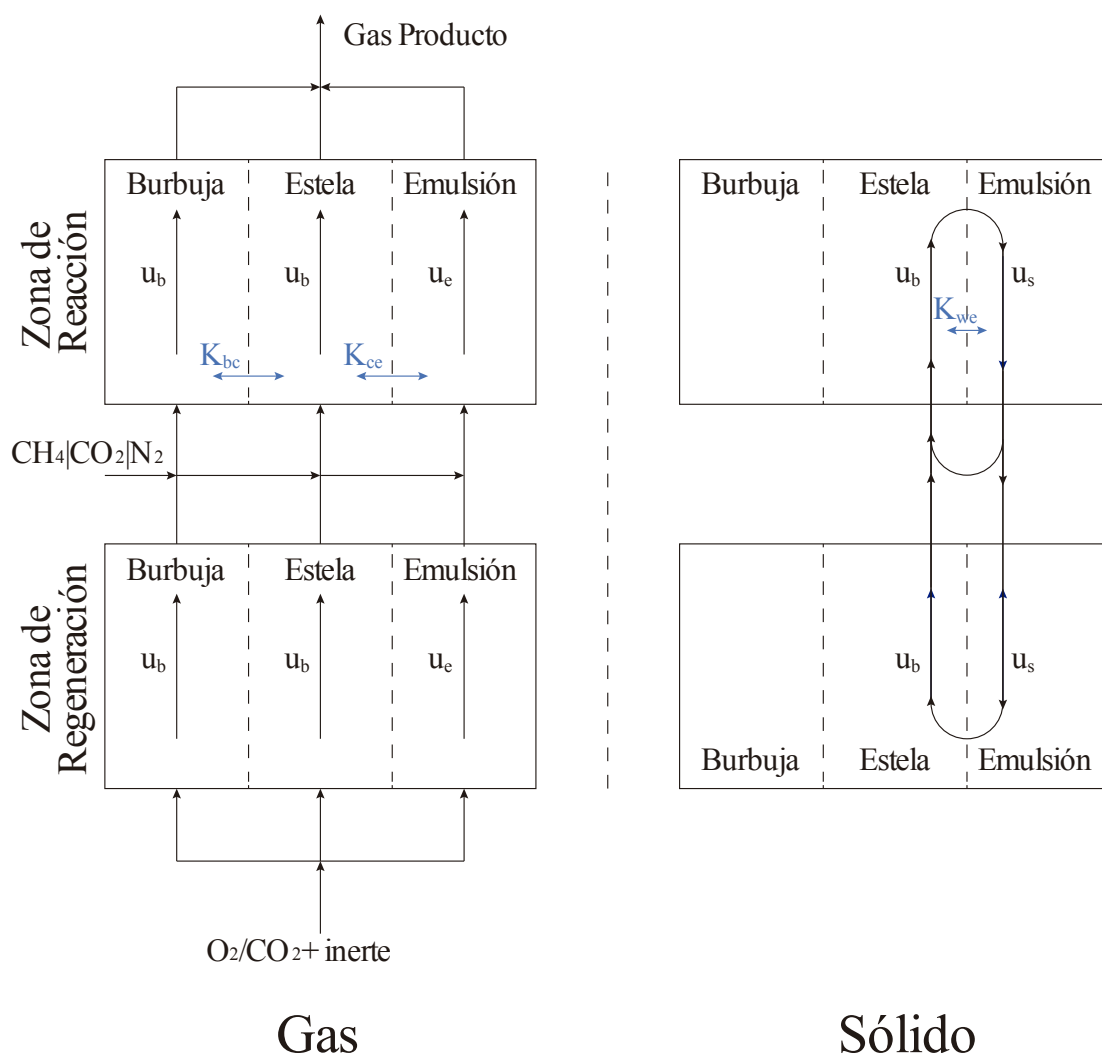 Gas Producto
Burbuja Estela Emulsión
Burbuja Estela Emulsión
Zona de
Reacción
u_b u_b u_e
u_b u_s
K_bc K_ce
K_we
CH₄|CO₂|N₂
Burbuja Estela Emulsión
Zona de
Regeneración
u_b u_b u_e
u_b u_s
Burbuja Estela Emulsión
O₂/CO₂+ inerte
Gas
Sólido